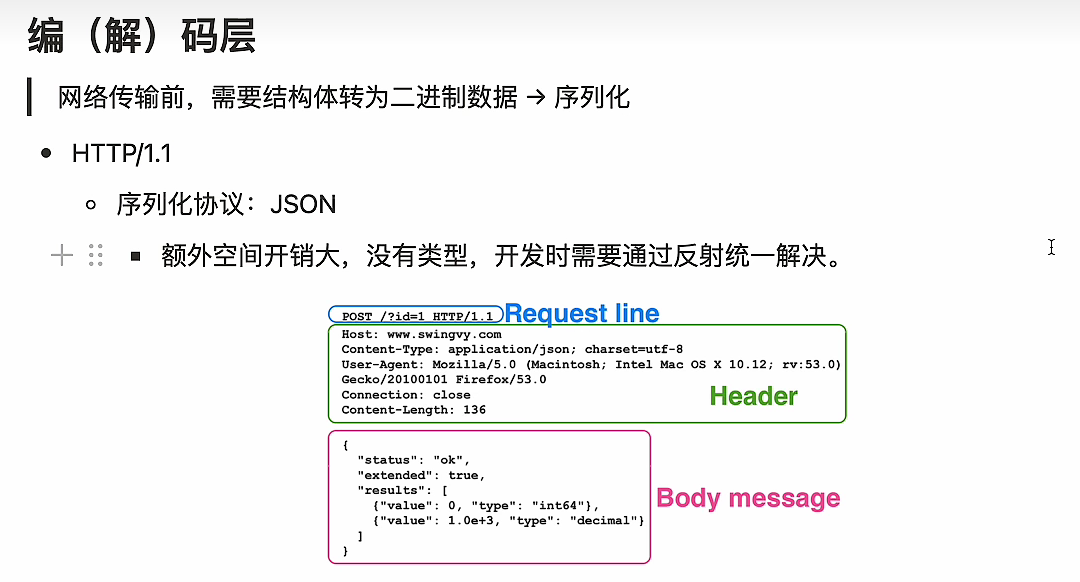 编（解）码层
网络传输前，需要结构体转为二进制数据 → 序列化
• HTTP/1.1
◦ 序列化协议：JSON
▪ 额外空间开销大，没有类型，开发时需要通过反射统一解决。
POST /?id=1 HTTP/1.1 Request line
Host: www.swingvy.com
Content-Type: application/json; charset=utf-8
User-Agent: Mozilla/5.0 (Macintosh; Intel Mac OS X 10.12; rv:53.0)
Gecko/20100101 Firefox/53.0
Connection: close
Header
Content-Length: 136
{
"status": "ok",
"extended": true,
"results": [
{"value": 0, "type": "int64"},
Body message
{"value": 1.0e+3, "type": "decimal"}
]
}